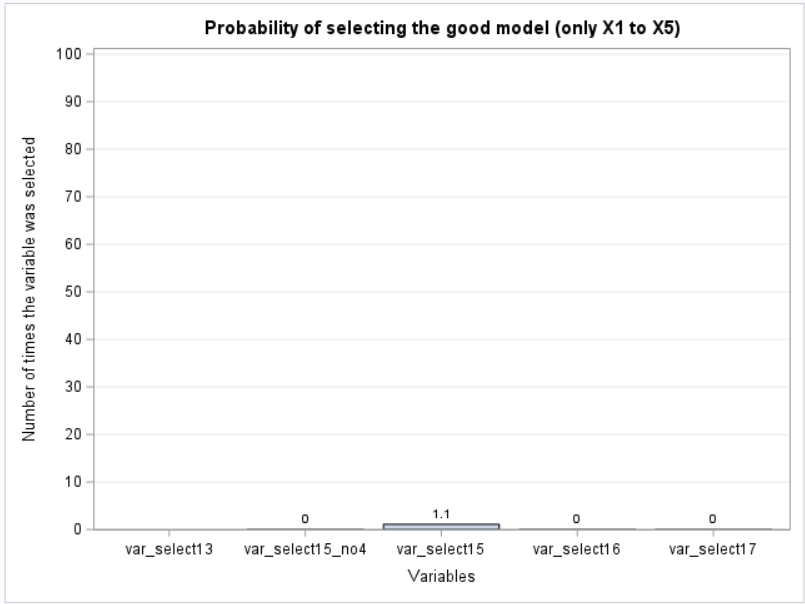 Probability of selecting the good model (only X1 to X5)
Number of times the variable was selected
100
90
80
70
60
50
40
30
20
10
0
0
1.1
0
0
var_select13
var_select15_no4
var_select15
var_select16
var_select17
Variables